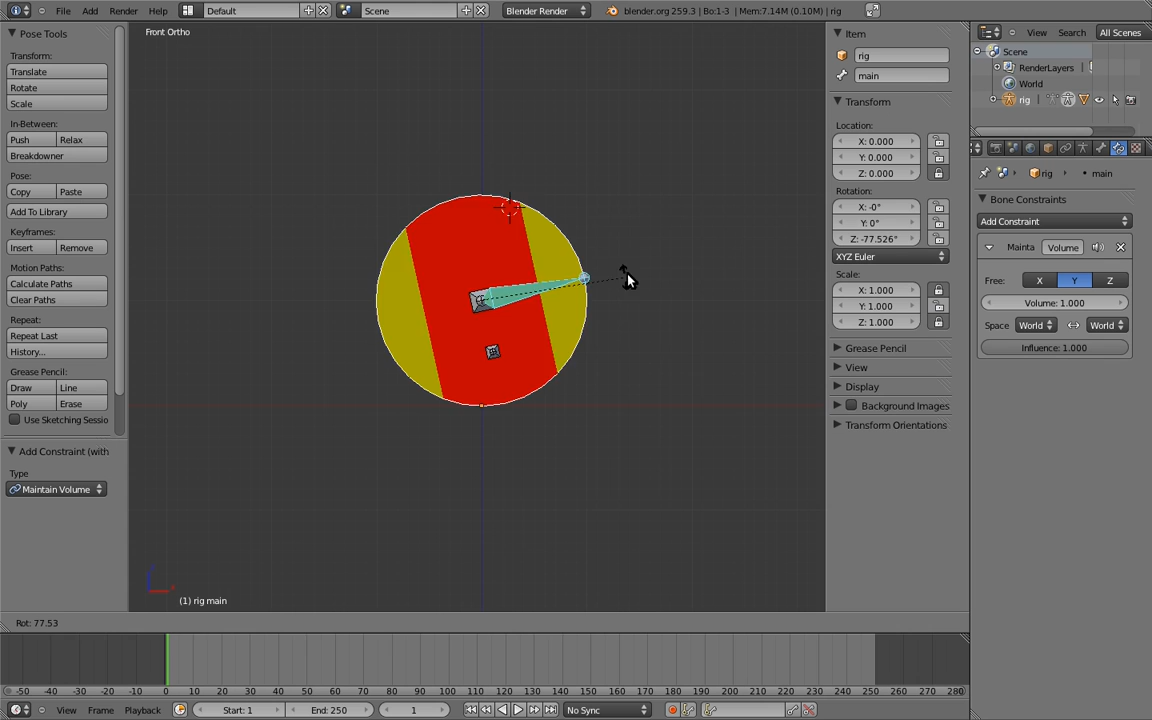 File Add Render Help Default Scene Blender Render blender.org 259.3 | Bo:1-3 | Mem:7.14M (0.10M) | rig
Pose Tools
Transform:
Translate
Rotate
Scale
In-Between:
Push Relax
Breakdowner
Pose:
Copy Paste
Add To Library
Keyframes:
Insert Remove
Motion Paths:
Calculate Paths
Clear Paths
Repeat:
Repeat Last
History...
Grease Pencil:
Draw Line
Poly Erase
Use Sketching Sessio
Add Constraint (with
Type
Maintain Volume
Front Ortho
(1) rig main
Rot: 77.53
Item
rig
main
Transform
Location:
X: 0.000
Y: 0.000
Z: 0.000
Rotation:
X: -0°
Y: 0°
Z: -77.526°
XYZ Euler
Scale:
X: 1.000
Y: 1.000
Z: 1.000
Grease Pencil
View
Display
Background Images
Transform Orientations
View Search All Scenes
Scene
RenderLayers |
World
rig |
rig main
Bone Constraints
Add Constraint
Mainta Volume
Free: X Y Z
Volume: 1.000
Space World World
Influence: 1.000
-50 -40 -30 -20 -10 0 10 20 30 40 50 60 70 80 90 100 110 120 130 140 150 160 170 180 190 200 210 220 230 240 250 260 270 280
View Frame Playback Start: 1 End: 250 1 No Sync